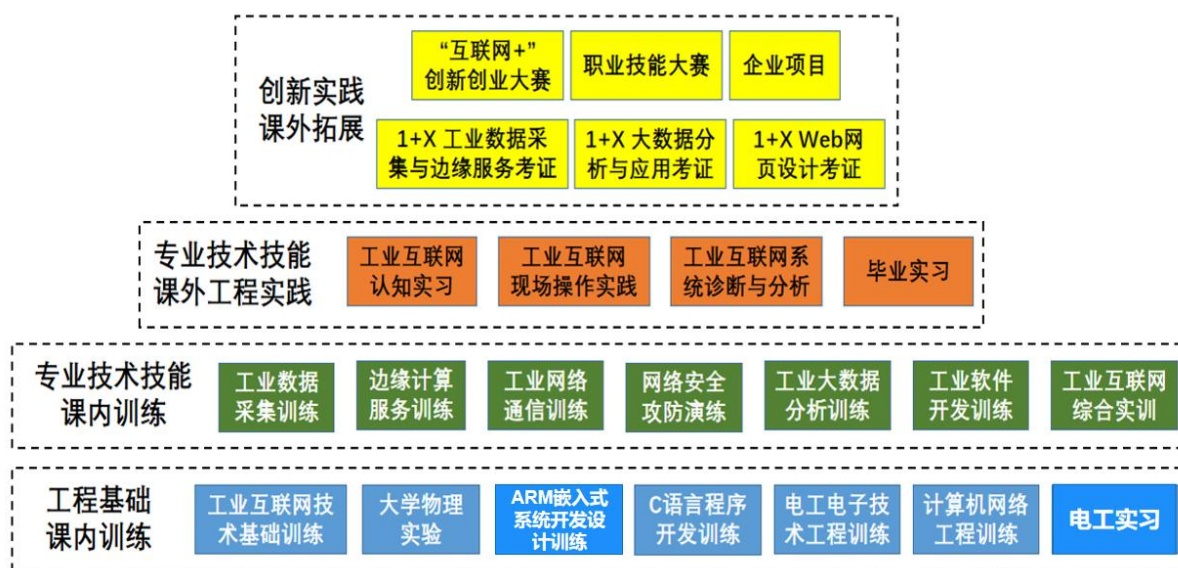 创新实践
课外拓展
“互联网+”
创新创业大赛
职业技能大赛
企业项目
1+X 工业数据采
集与边缘服务考证
1+X 大数据分
析与应用考证
1+X Web网
页设计考证
专业技术技能
课外工程实践
工业互联网
认知实习
工业互联网
现场操作实践
工业互联网系
统诊断与分析
毕业实习
专业技术技能
课内训练
工业数据
采集训练
边缘计算
服务训练
工业网络
通信训练
网络安全
攻防演练
工业大数据
分析训练
工业软件
开发训练
工业互联网
综合实训
工程基础
课内训练
工业互联网技
术基础训练
大学物理
实验
ARM嵌入式
系统开发设
计训练
C语言程序
开发训练
电工电子技
术工程训练
计算机网络
工程训练
电工实习